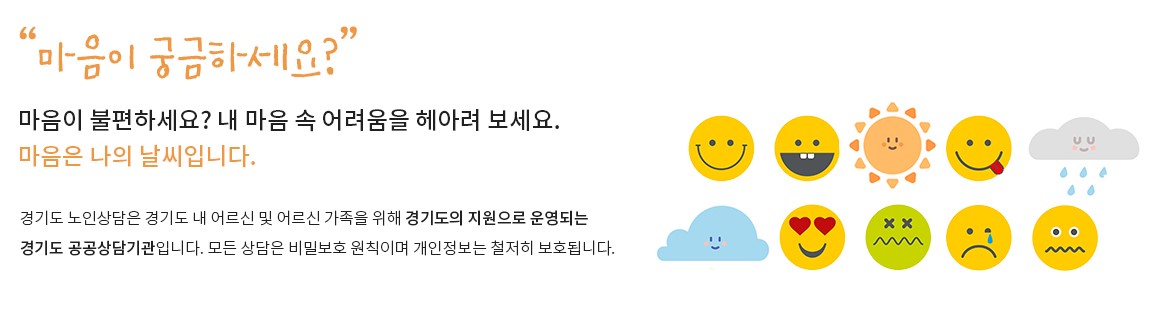 “마음이 궁금하세요?”
마음이 불편하세요? 내 마음 속 어려움을 헤아려 보세요.
마음은 나의 날씨입니다.
경기도 노인상담은 경기도 내 어르신 및 어르신 가족을 위해 경기도의 지원으로 운영되는
경기도 공공상담기관입니다. 모든 상담은 비밀보호 원칙이며 개인정보는 철저히 보호됩니다.